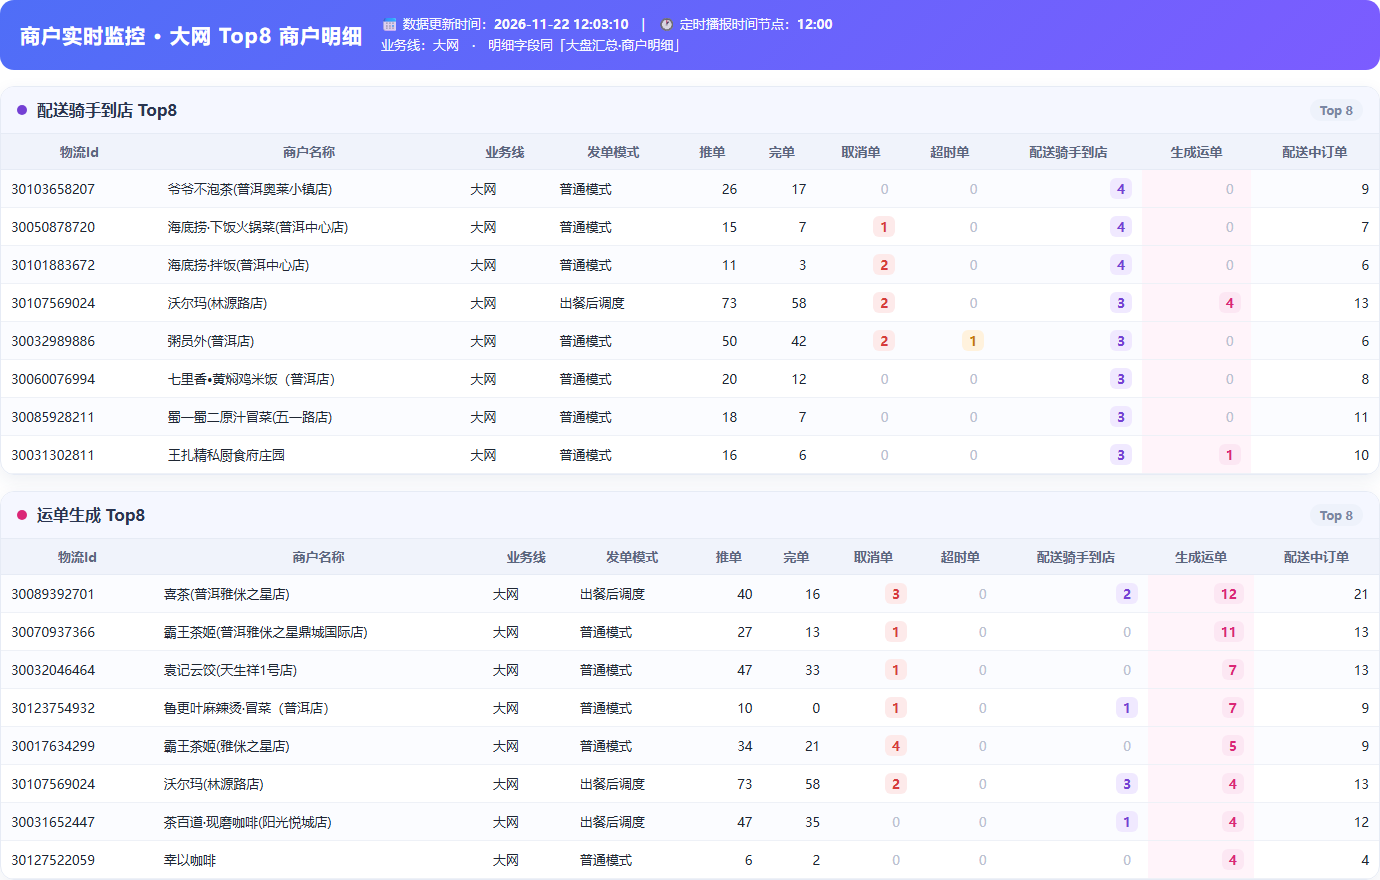 商户实时监控 • 大网 Top8 商户明细
数据更新时间：2026-11-22 12:03:10 | 定时播报时间节点：12:00
业务线：大网 · 明细字段同「大盘汇总·商户明细」
配送骑手到店 Top8 Top 8
物流Id 商户名称 业务线 发单模式 推单 完单 取消单 超时单 配送骑手到店 生成运单 配送中订单
30103658207 爷爷不泡茶(普洱奥莱小镇店) 大网 普通模式 26 17 0 0 4 0 9
30050878720 海底捞·下饭火锅菜(普洱中心店) 大网 普通模式 15 7 1 0 4 0 7
30101883672 海底捞·拌饭(普洱中心店) 大网 普通模式 11 3 2 0 4 0 6
30107569024 沃尔玛(林源路店) 大网 出餐后调度 73 58 2 0 3 4 13
30032989886 粥员外(普洱店) 大网 普通模式 50 42 2 1 3 0 6
30060076994 七里香•黄焖鸡米饭（普洱店） 大网 普通模式 20 12 0 0 3 0 8
30085928211 蜀一蜀二原汁冒菜(五一路店) 大网 普通模式 18 7 0 0 3 0 11
30031302811 王扎精私厨食府庄园 大网 普通模式 16 6 0 0 3 1 10
运单生成 Top8 Top 8
物流Id 商户名称 业务线 发单模式 推单 完单 取消单 超时单 配送骑手到店 生成运单 配送中订单
30089392701 喜茶(普洱雅侎之星店) 大网 出餐后调度 40 16 3 0 2 12 21
30070937366 霸王茶姬(普洱雅侎之星鼎城国际店) 大网 普通模式 27 13 1 0 0 11 13
30032046464 袁记云饺(天生祥1号店) 大网 普通模式 47 33 1 0 0 7 13
30123754932 鲁更叶麻辣烫·冒菜（普洱店） 大网 普通模式 10 0 1 0 1 7 9
30017634299 霸王茶姬(雅侎之星店) 大网 普通模式 34 21 4 0 0 5 9
30107569024 沃尔玛(林源路店) 大网 出餐后调度 73 58 2 0 3 4 13
30031652447 茶百道·现磨咖啡(阳光悦城店) 大网 出餐后调度 47 35 0 0 1 4 12
30127522059 幸以咖啡 大网 普通模式 6 2 0 0 0 4 4